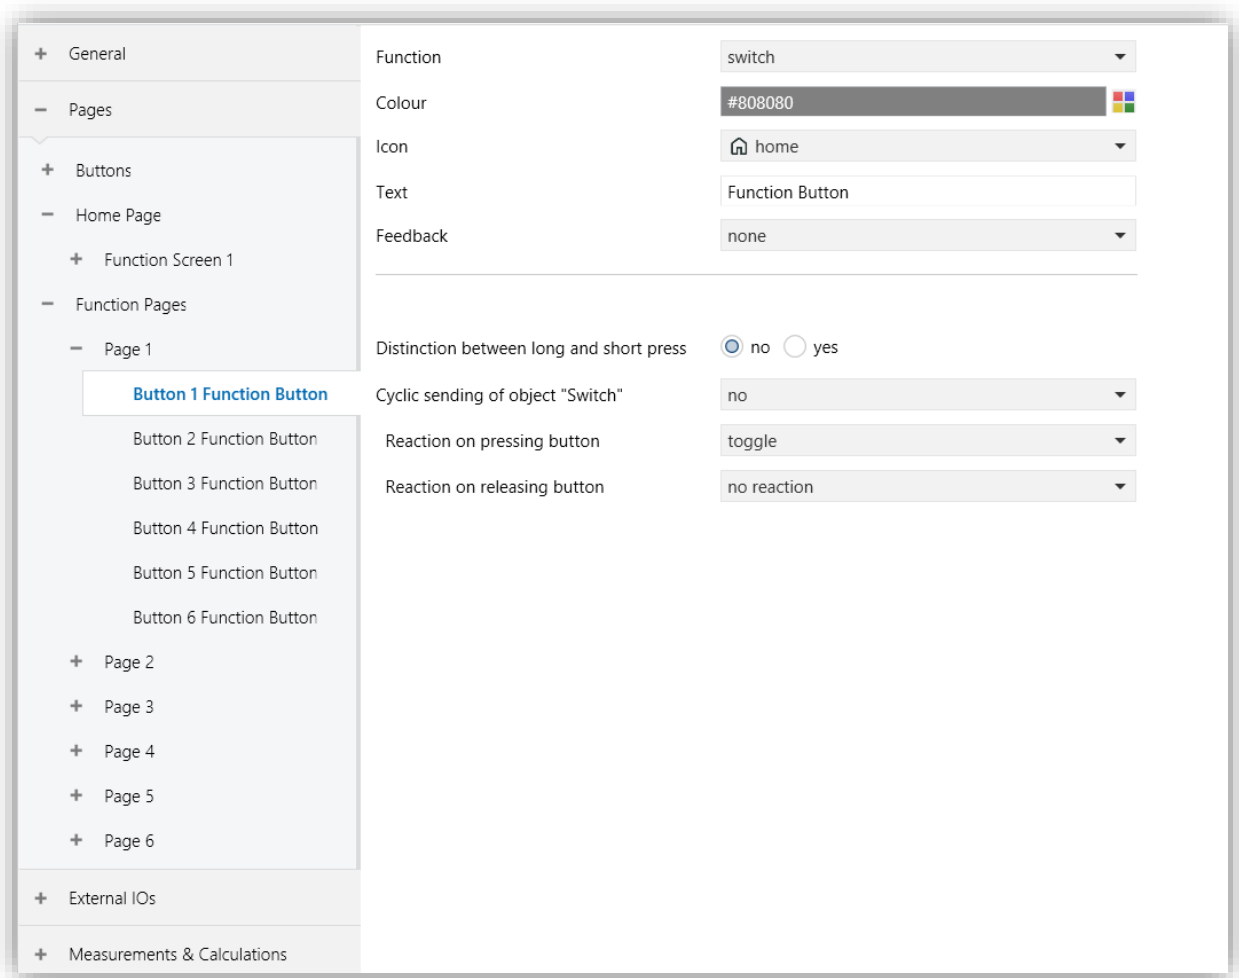 General
Pages
Buttons
Home Page
Function Screen 1
Function Pages
Page 1
Button 1 Function Button
Button 2 Function Button
Button 3 Function Button
Button 4 Function Button
Button 5 Function Button
Button 6 Function Button
Page 2
Page 3
Page 4
Page 5
Page 6
External IOs
Measurements & Calculations
Function switch
Colour #808080
Icon home
Text Function Button
Feedback none
Distinction between long and short press no yes
Cyclic sending of object "Switch" no
Reaction on pressing button toggle
Reaction on releasing button no reaction